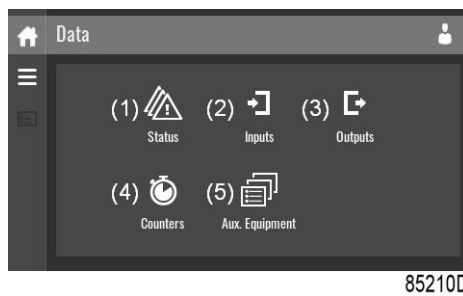 Data
(1) (2) (3)
Status Inputs Outputs
(4) (5)
Counters Aux. Equipment
85210D